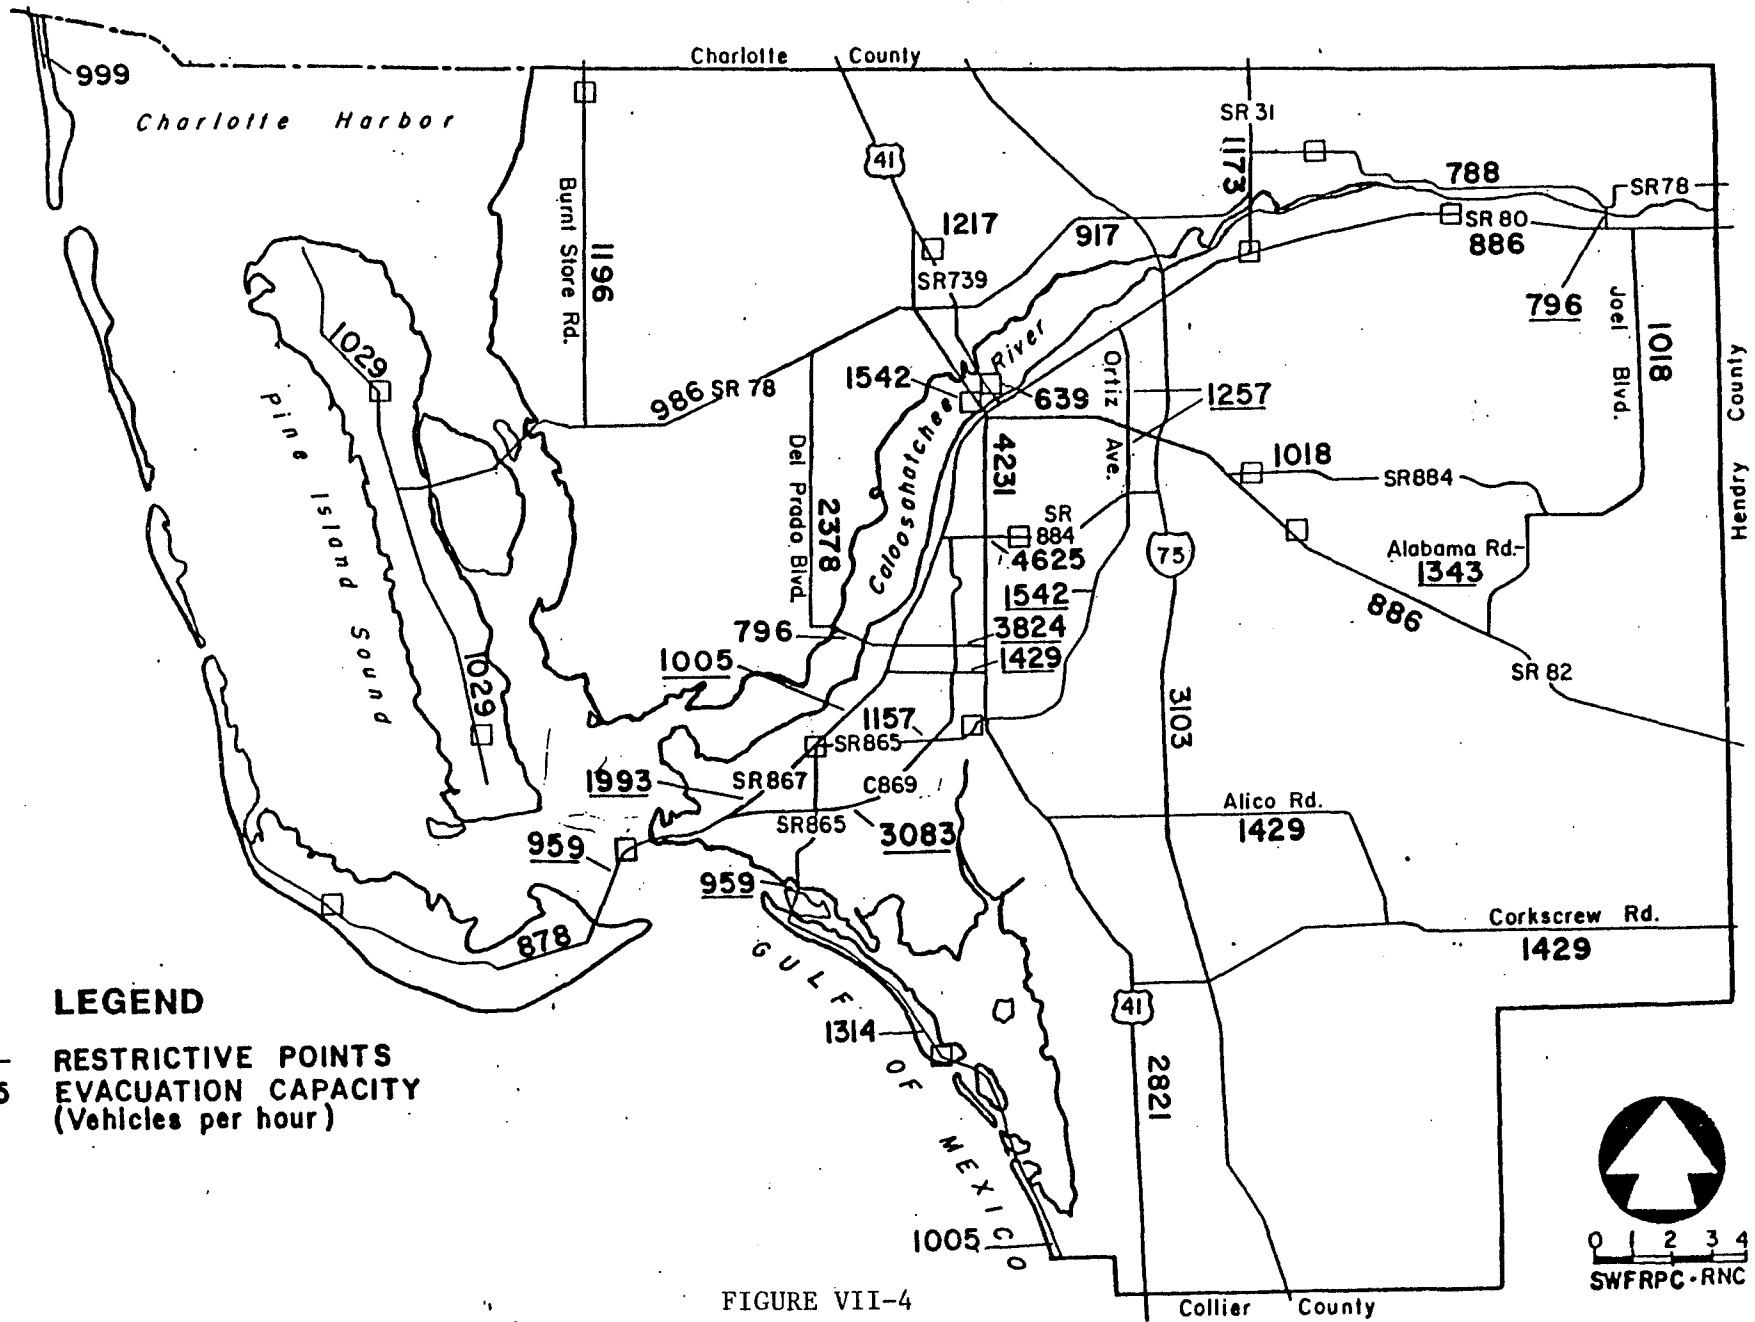 Charlotte County
999
Charlotte Harbor
SR 31
41
1173
788
SR 78
Burnt Store Rd.
1196
1217
917
SR 80
886
SR739
796
Joel Blvd.
1018
Hendry County
1029
River
Ortiz Ave.
1542
639
1257
986 SR 78
Pine Island Sound
Caloosahatchee
Del Prado Blvd.
2378
4231
1018
SR884
SR
884
4625
75
Alabama Rd.
1343
886
1542
796
3824
1429
1005
SR 82
1029
1157
SR865
3103
1993
SR867
C869
SR865
3083
Alico Rd.
1429
959
959
878
Corkscrew Rd.
1429
GULF OF MEXICO
41
1314
2821
1005
LEGEND
RESTRICTIVE POINTS
5 EVACUATION CAPACITY
(Vehicles per hour)
0 1 2 3 4
SWFRPC · RNC
FIGURE VII-4
Collier County